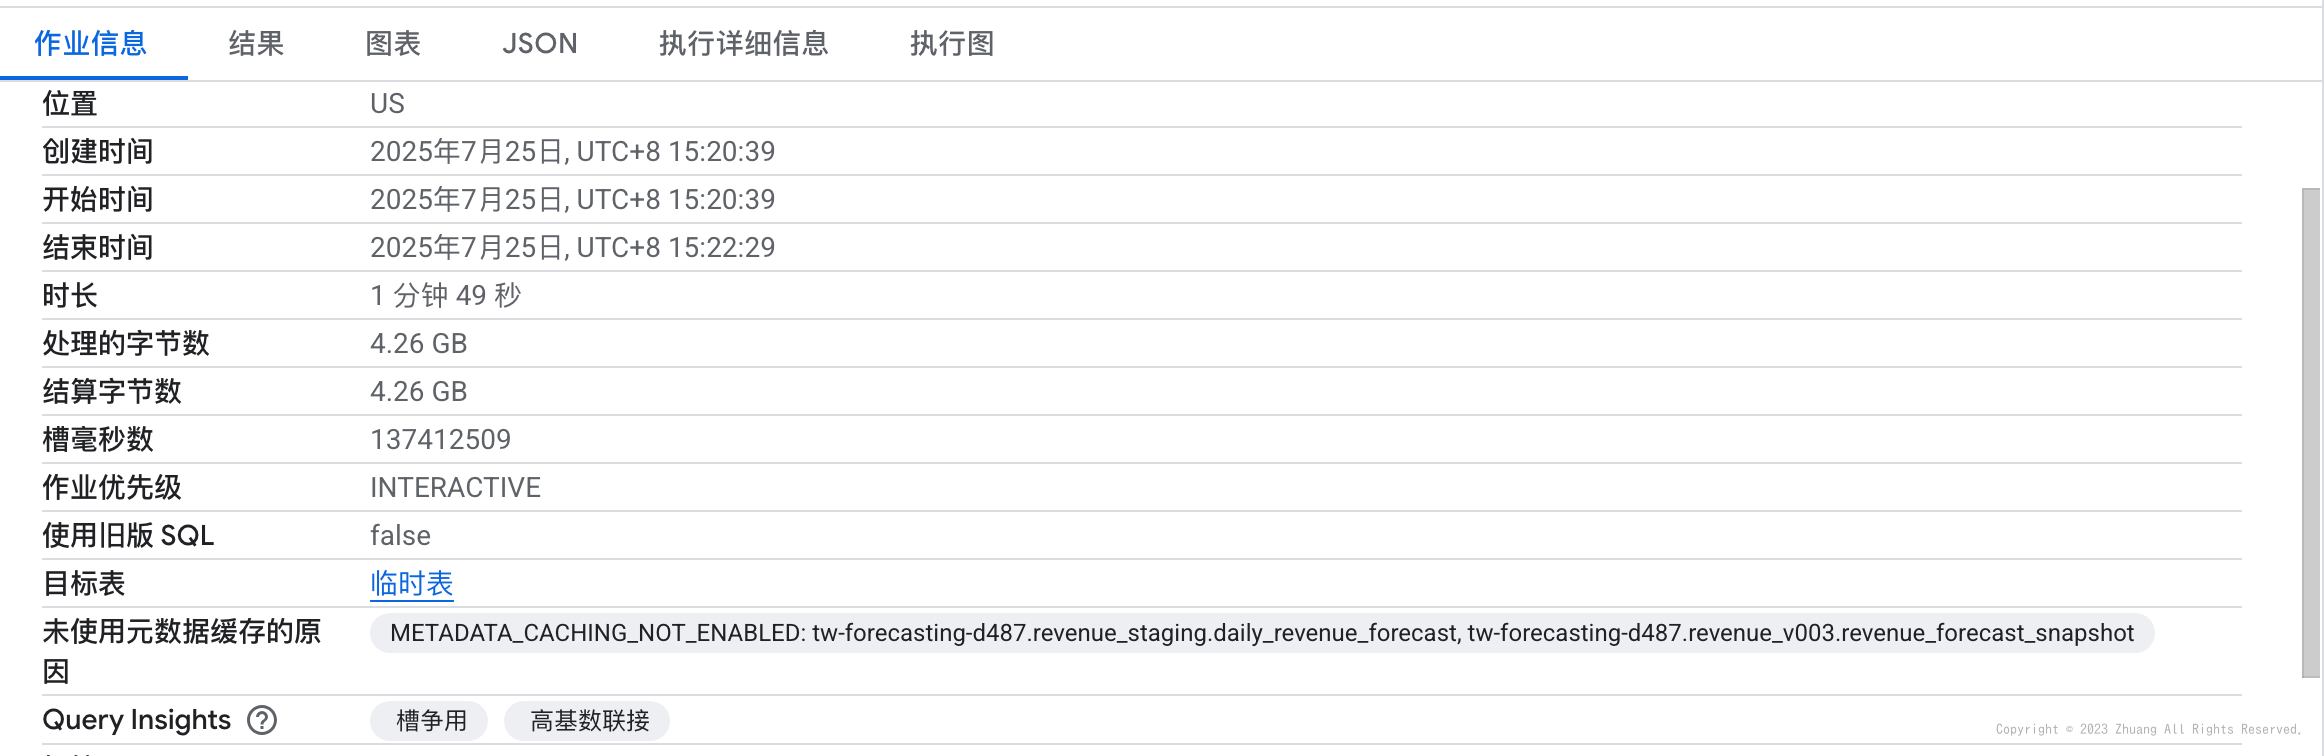 作业信息 结果 图表 JSON 执行详细信息 执行图
位置 US
创建时间 2025年7月25日, UTC+8 15:20:39
开始时间 2025年7月25日, UTC+8 15:20:39
结束时间 2025年7月25日, UTC+8 15:22:29
时长 1 分钟 49 秒
处理的字节数 4.26 GB
结算字节数 4.26 GB
槽毫秒数 137412509
作业优先级 INTERACTIVE
使用旧版 SQL false
目标表 临时表
未使用元数据缓存的原 METADATA_CACHING_NOT_ENABLED: tw-forecasting-d487.revenue_staging.daily_revenue_forecast, tw-forecasting-d487.revenue_v003.revenue_forecast_snapshot
因
Query Insights 槽争用 高基数联接
Copyright © 2023 Zhuang All Rights Reserved.